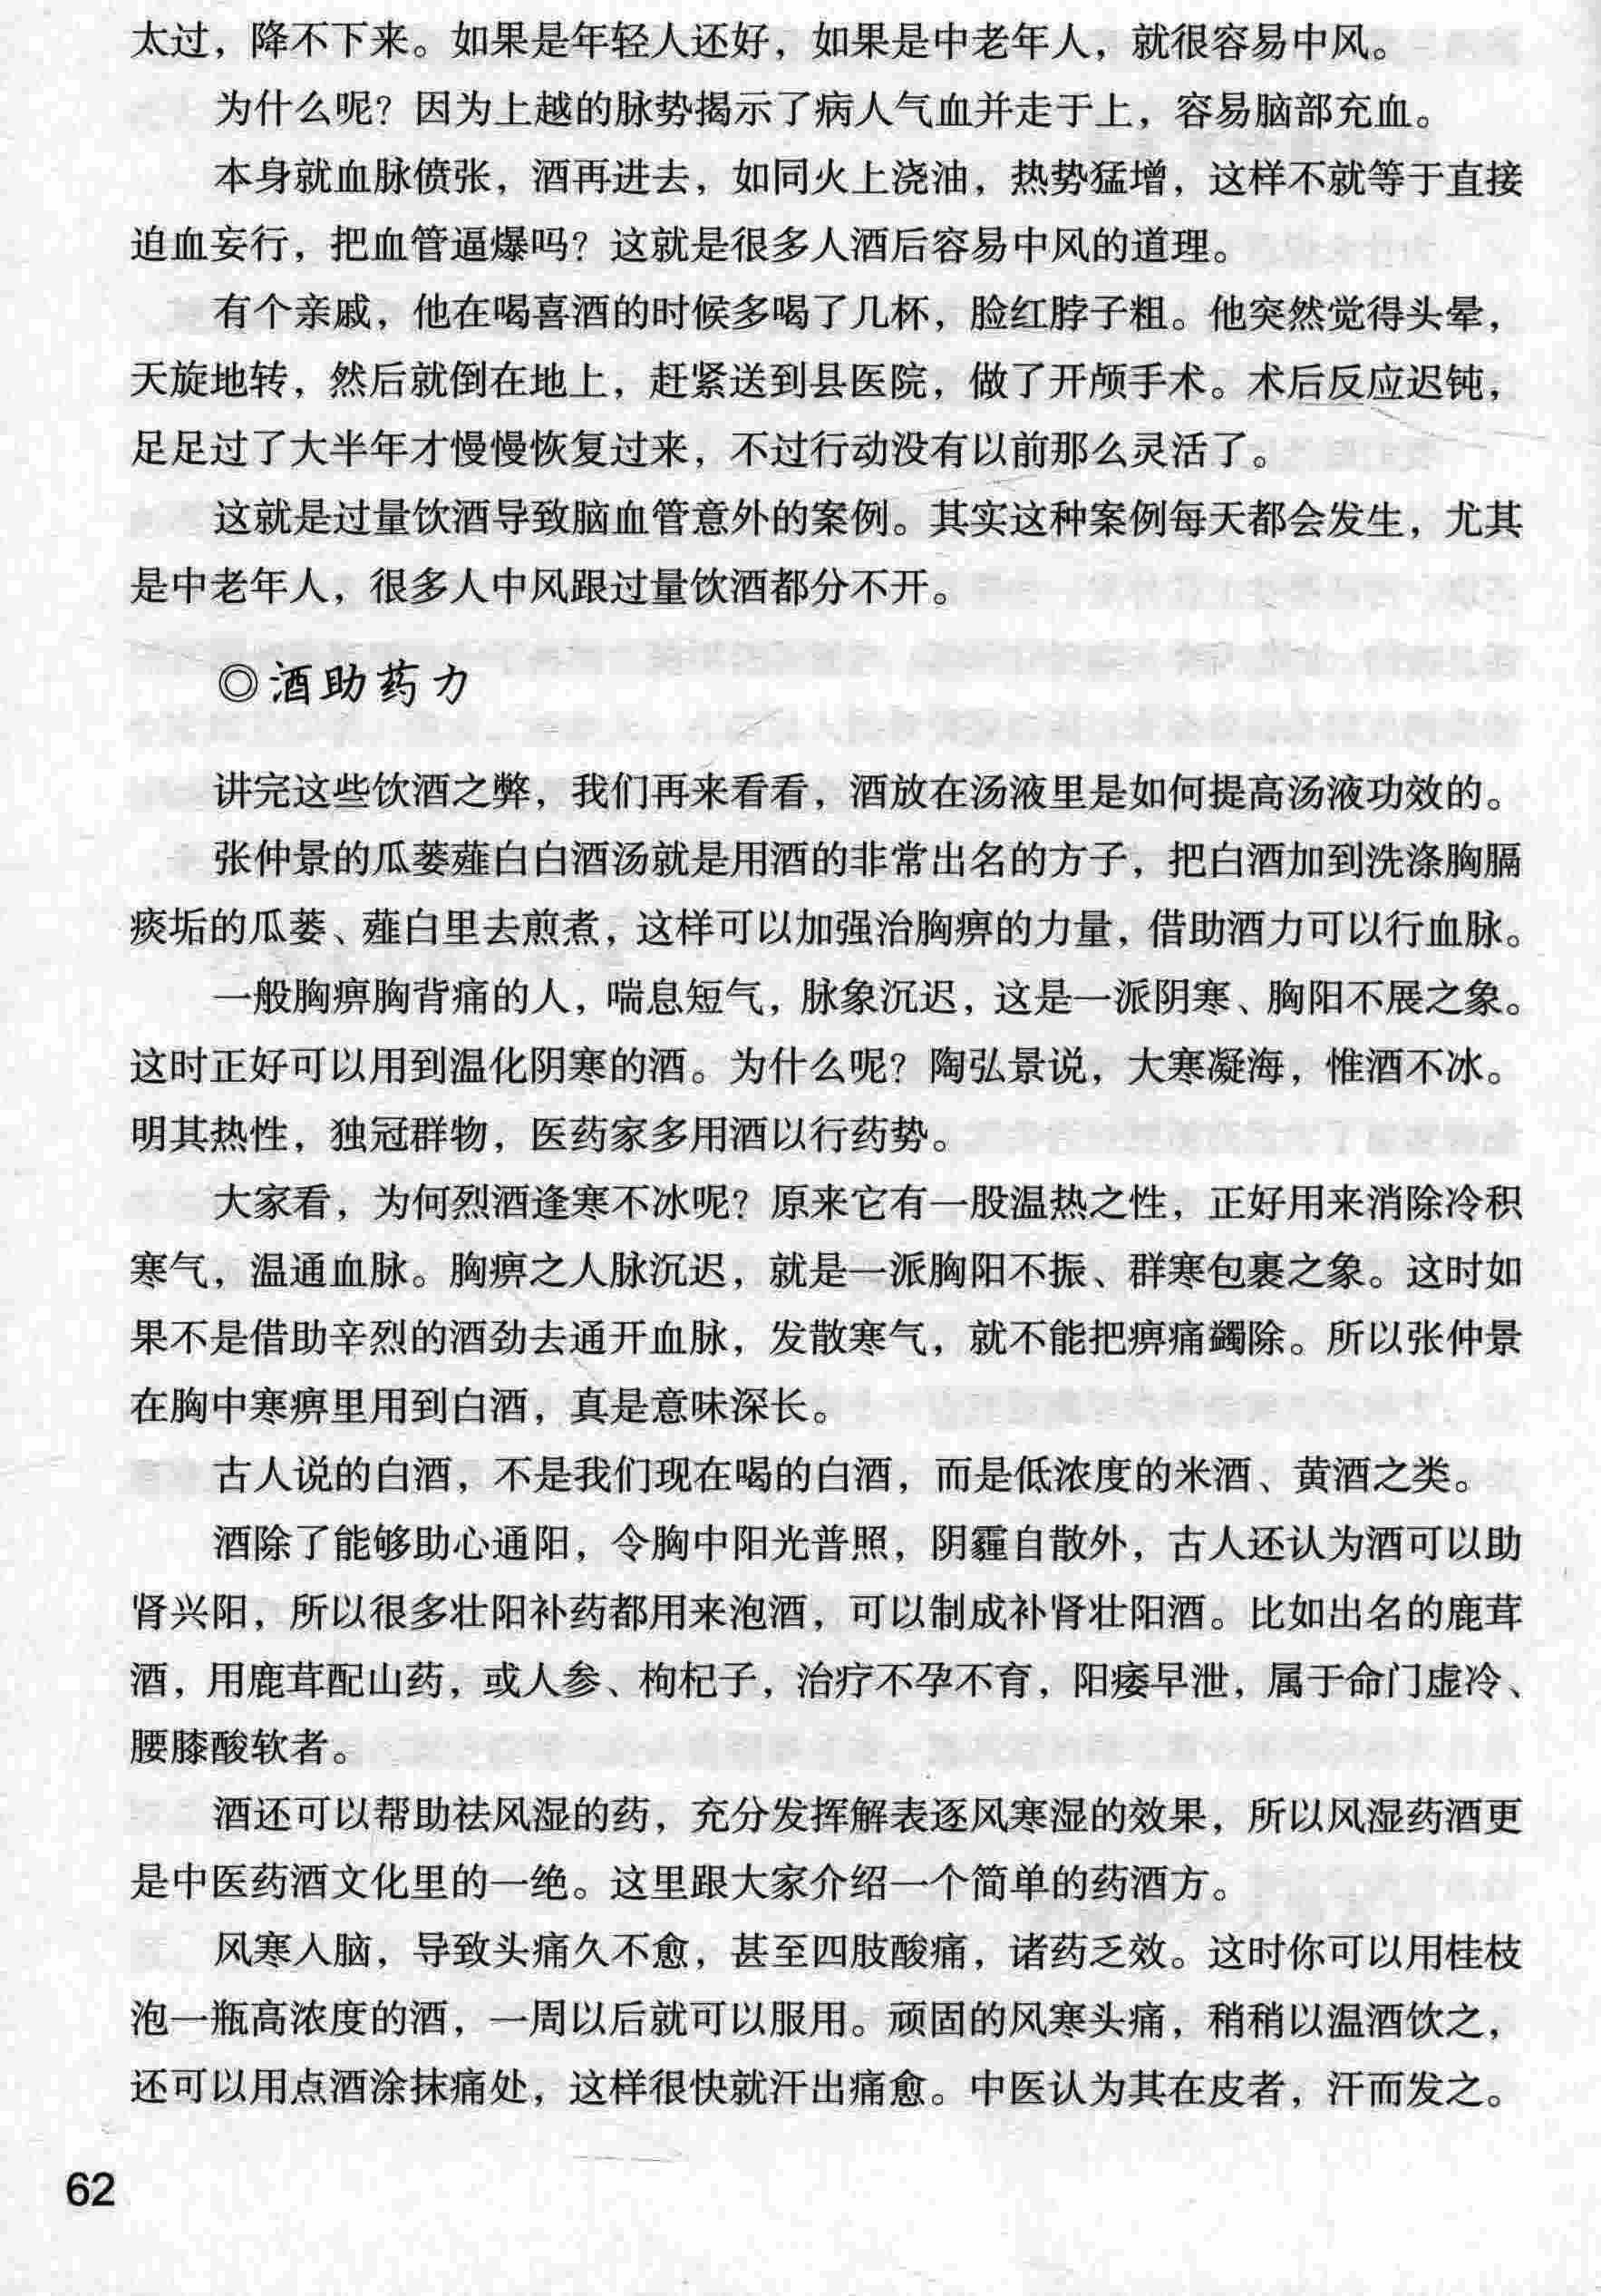 太过，降不下来。如果是年轻人还好，如果是中老年人，就很容易中风。
为什么呢？因为上越的脉势揭示了病人气血并走于上，容易脑部充血。
本身就血脉偾张，酒再进去，如同火上浇油，热势猛增，这样不就等于直接
迫血妄行，把血管逼爆吗？这就是很多人酒后容易中风的道理。
有个亲戚，他在喝喜酒的时候多喝了几杯，脸红脖子粗。他突然觉得头晕，
天旋地转，然后就倒在地上，赶紧送到县医院，做了开颅手术。术后反应迟钝，
足足过了大半年才慢慢恢复过来，不过行动没有以前那么灵活了。
这就是过量饮酒导致脑血管意外的案例。其实这种案例每天都会发生，尤其
是中老年人，很多人中风跟过量饮酒都分不开。
◎酒助药力
讲完这些饮酒之弊，我们再来看看，酒放在汤液里是如何提高汤液功效的。
张仲景的瓜蒌薤白白酒汤就是用酒的非常出名的方子，把白酒加到洗涤胸膈
痰垢的瓜蒌、薤白里去煎煮，这样可以加强治胸痹的力量，借助酒力可以行血脉。
一般胸痹胸背痛的人，喘息短气，脉象沉迟，这是一派阴寒、胸阳不展之象。
这时正好可以用到温化阴寒的酒。为什么呢？陶弘景说，大寒凝海，惟酒不冰。
明其热性，独冠群物，医药家多用酒以行药势。
大家看，为何烈酒逢寒不冰呢？原来它有一股温热之性，正好用来消除冷积
寒气，温通血脉。胸痹之人脉沉迟，就是一派胸阳不振、群寒包裹之象。这时如
果不是借助辛烈的酒劲去通开血脉，发散寒气，就不能把痹痛蠲除。所以张仲景
在胸中寒痹里用到白酒，真是意味深长。
古人说的白酒，不是我们现在喝的白酒，而是低浓度的米酒、黄酒之类。
酒除了能够助心通阳，令胸中阳光普照，阴霾自散外，古人还认为酒可以助
肾兴阳，所以很多壮阳补药都用来泡酒，可以制成补肾壮阳酒。比如出名的鹿茸
酒，用鹿茸配山药，或人参、枸杞子，治疗不孕不育，阳痿早泄，属于命门虚冷、
腰膝酸软者。
酒还可以帮助祛风湿的药，充分发挥解表逐风寒湿的效果，所以风湿药酒更
是中医药酒文化里的一绝。这里跟大家介绍一个简单的药酒方。
风寒入脑，导致头痛久不愈，甚至四肢酸痛，诸药乏效。这时你可以用桂枝
泡一瓶高浓度的酒，一周以后就可以服用。顽固的风寒头痛，稍稍以温酒饮之，
还可以用点酒涂抹痛处，这样很快就汗出痛愈。中医认为其在皮者，汗而发之。
62